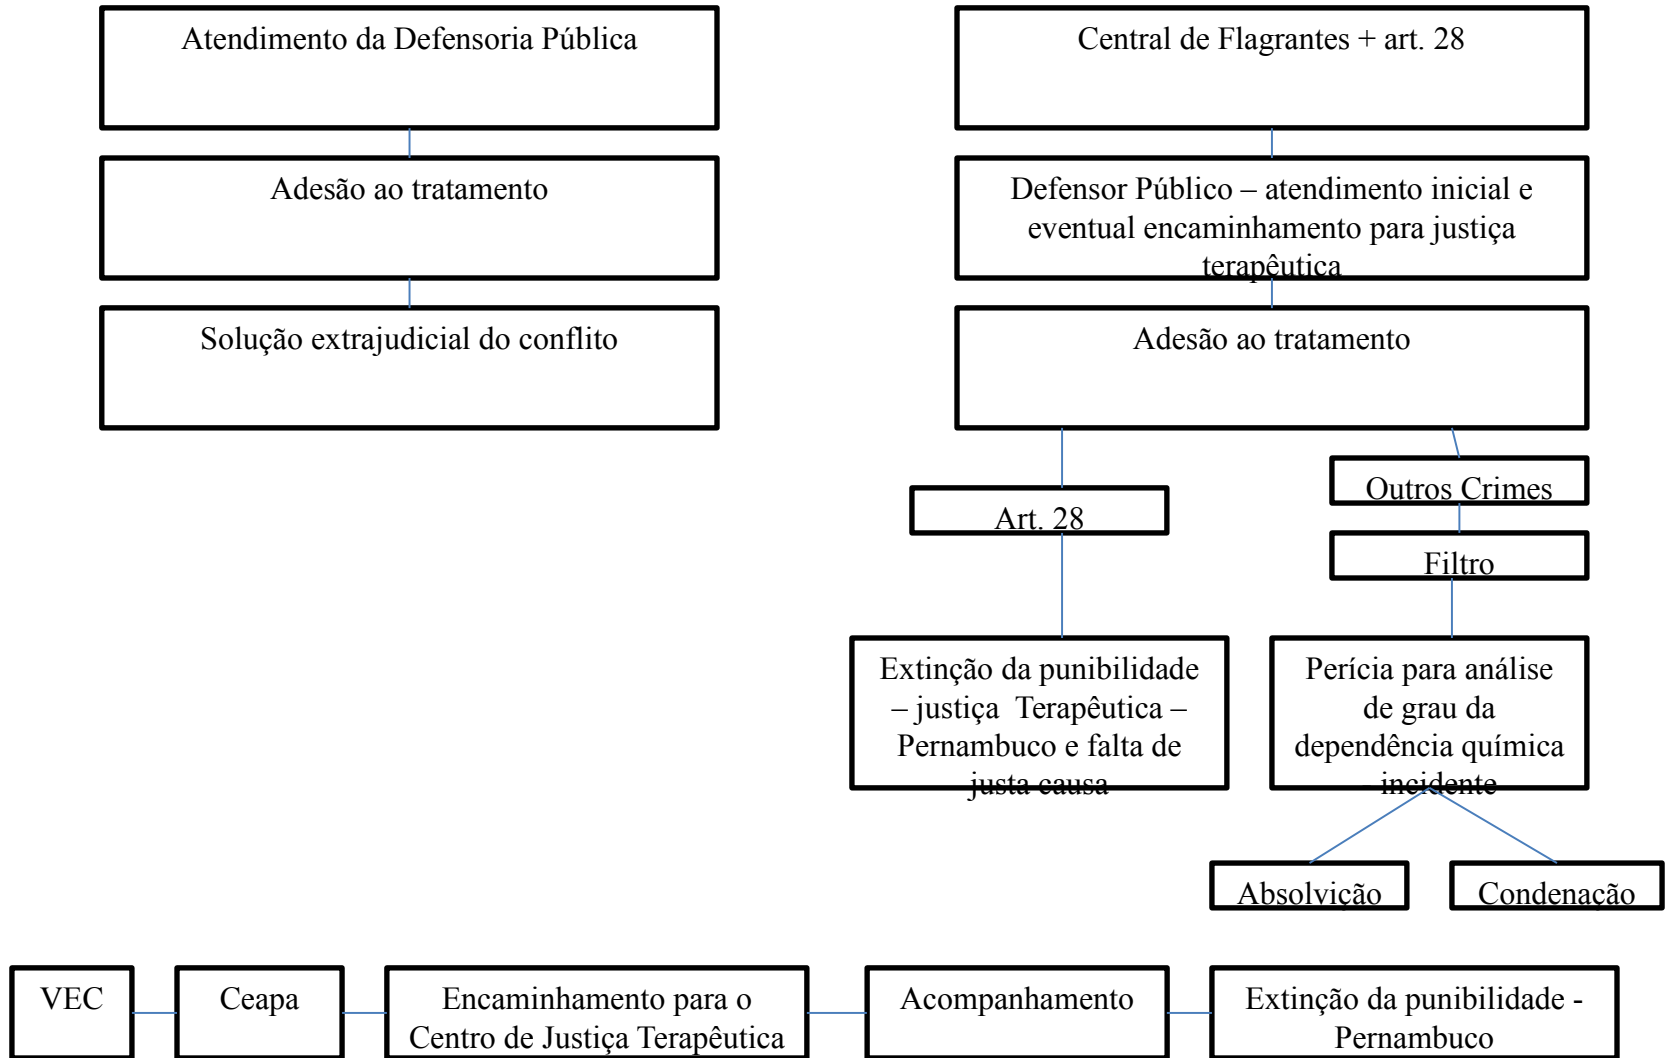 Atendimento da Defensoria Pública
Adesão ao tratamento
Solução extrajudicial do conflito
Central de Flagrantes + art. 28
Defensor Público – atendimento inicial e
eventual encaminhamento para justiça
terapêutica
Adesão ao tratamento
Art. 28
Outros Crimes
Filtro
Extinção da punibilidade
– justiça Terapêutica –
Pernambuco e falta de
justa causa
Perícia para análise
de grau da
dependência química
- incidente
Absolvição
Condenação
VEC
Ceapa
Encaminhamento para o
Centro de Justiça Terapêutica
Acompanhamento
Extinção da punibilidade -
Pernambuco